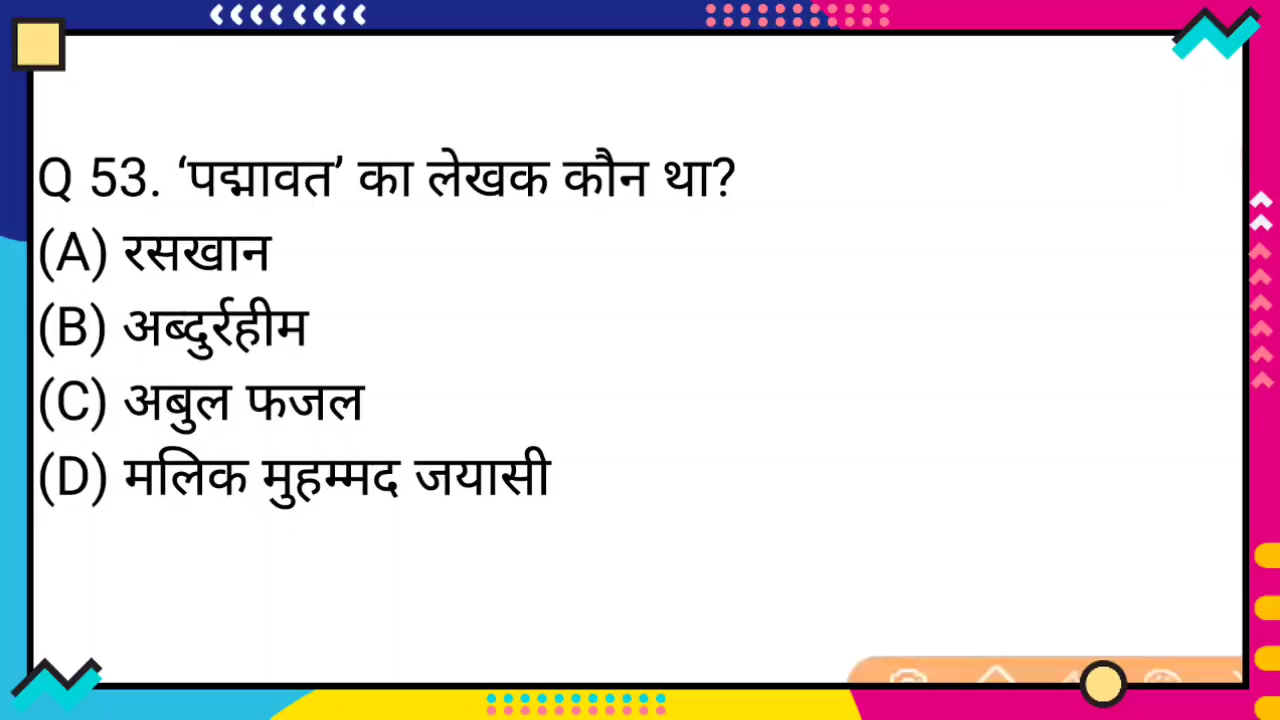 Q 53. ‘पद्मावत’ का लेखक कौन था?
(A) रसखान
(B) अब्दुर्रहीम
(C) अबुल फजल
(D) मलिक मुहम्मद जयासी